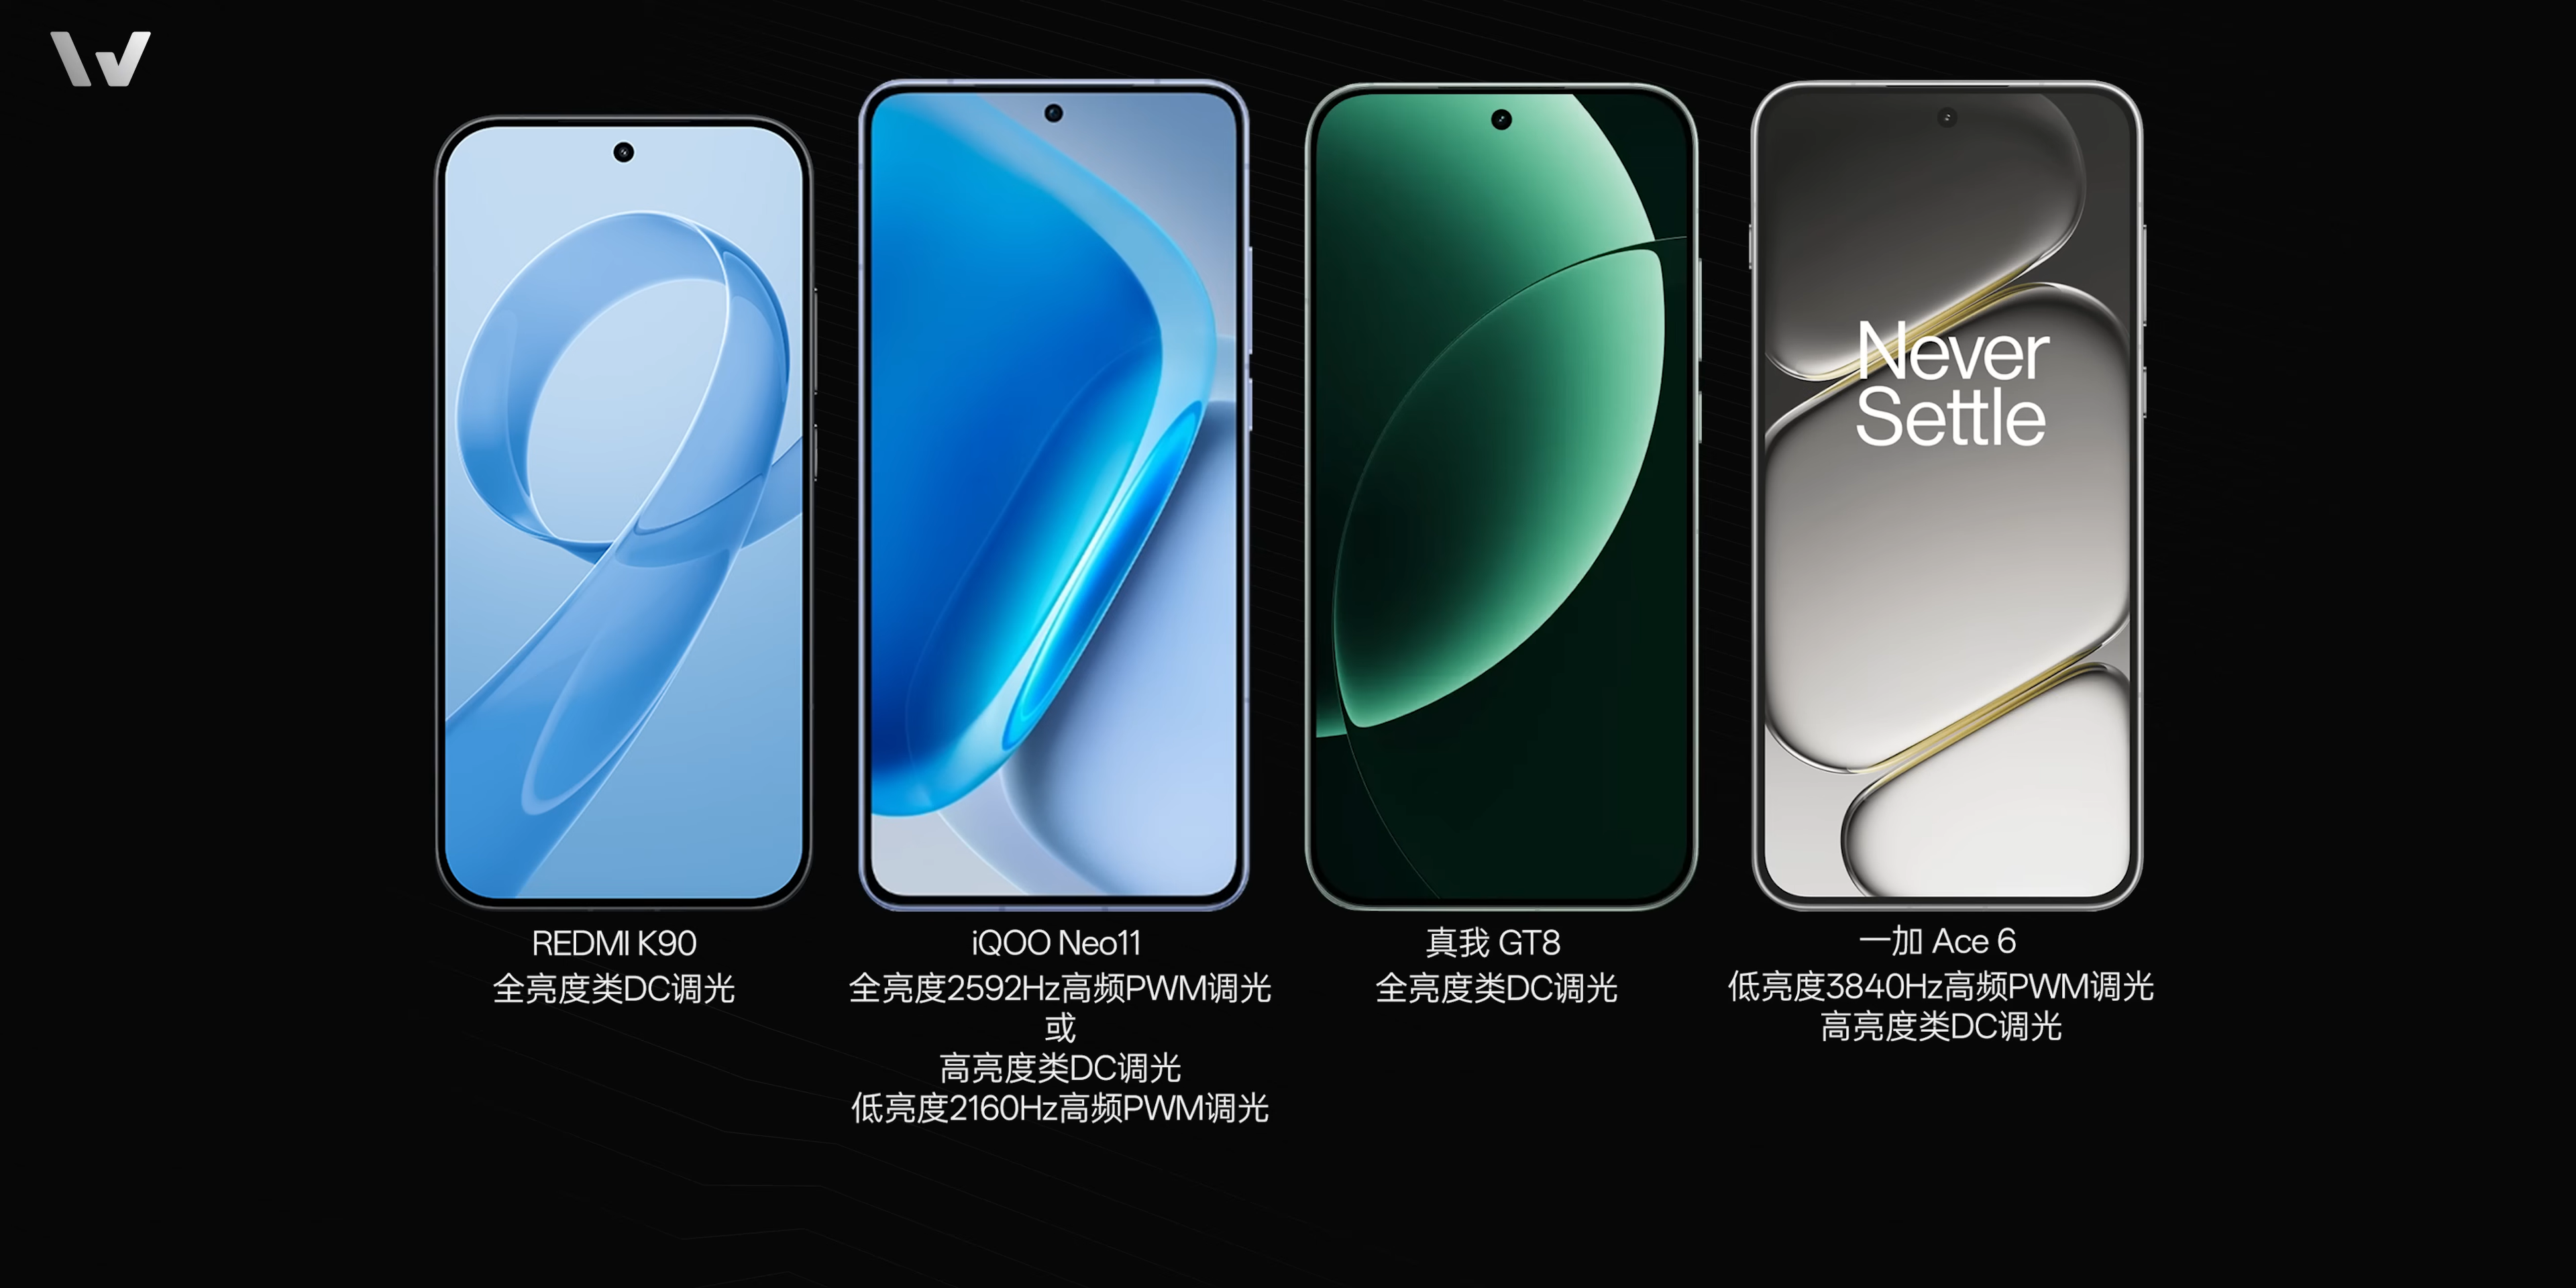 W
Never
Settle
REDMI K90
全亮度类DC调光
iQOO Neo11
全亮度2592Hz高频PWM调光
或
高亮度类DC调光
低亮度2160Hz高频PWM调光
真我 GT8
全亮度类DC调光
一加 Ace 6
低亮度3840Hz高频PWM调光
高亮度类DC调光